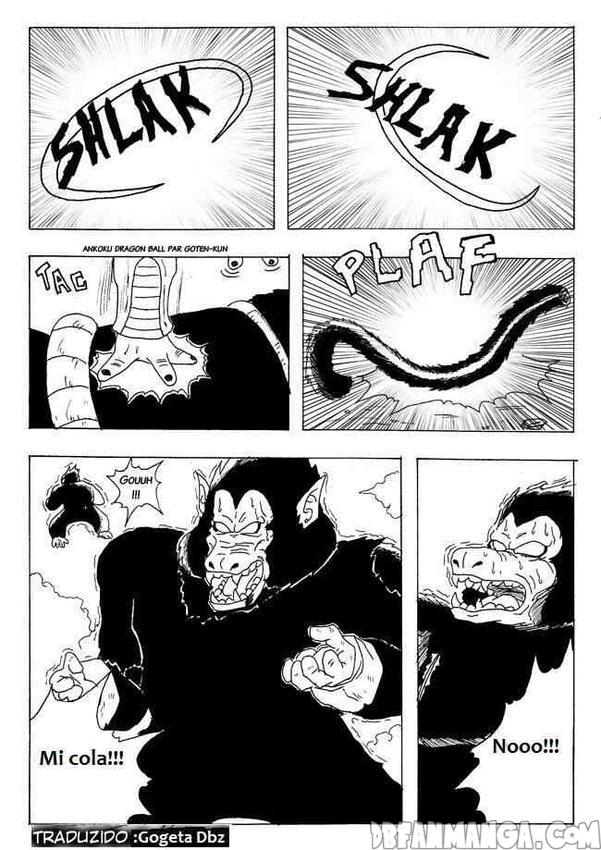 SHLAK
SHLAK
ANKOKU DRAGON BALL PAR GOTEN-KUN
TAC
PLAF
GOUUH
!!!
Mi cola!!!
Nooo!!!
TRADUZIDO :Gogeta Dbz
DBFANMANGA.COM